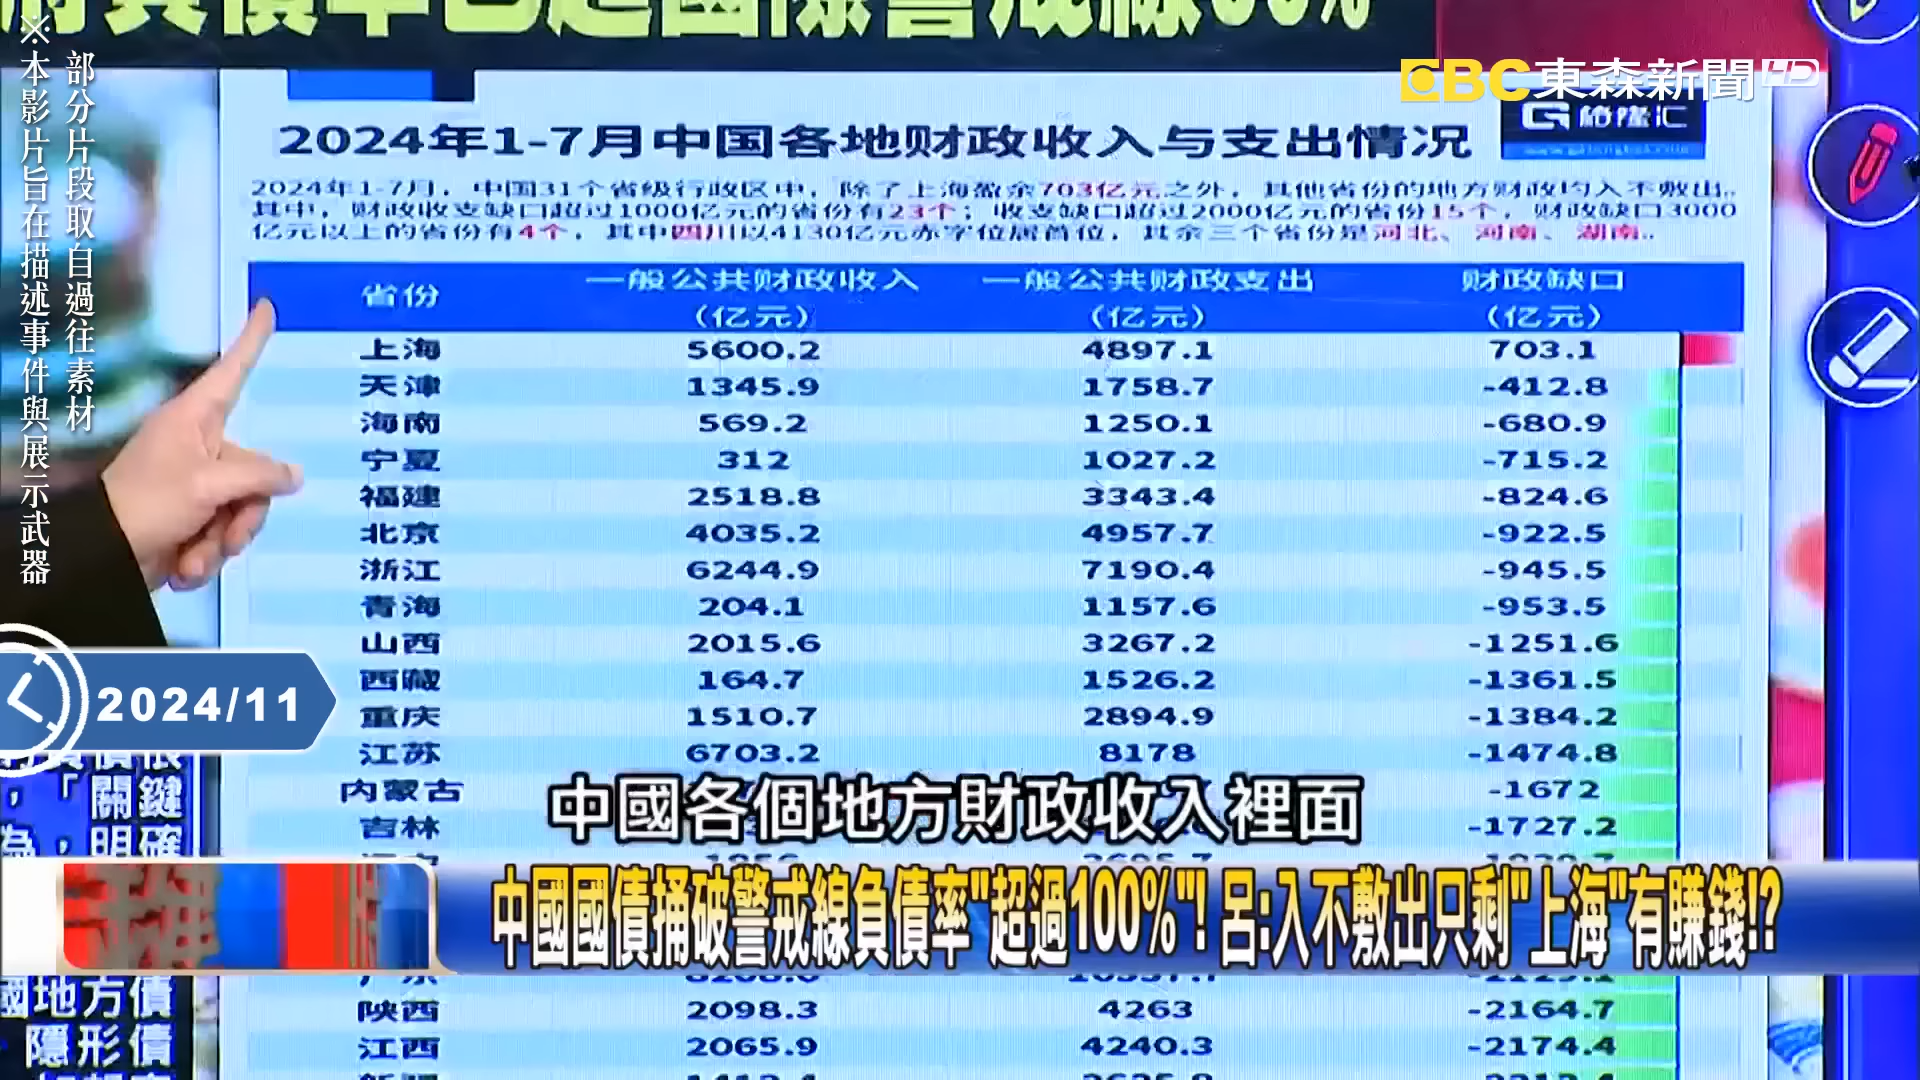 ※本影片旨在描述事件與展示武器
部分片段取自過往素材
EBC東森新聞HD
格隆汇
2024年1-7月中国各地财政收入与支出情况
2024年1-7月，中国31个省级行政区中，除了上海盈余703亿元之外，其他省份的地方财政均入不敷出。
其中，财政收支缺口超过1000亿元的省份有23个；收支缺口超过2000亿元的省份15个，财政缺口3000
亿元以上的省份有4个，其中四川以4130亿元赤字位居首位，其余三个省份是河北、河南、湖南。
省份 一般公共财政收入（亿元） 一般公共财政支出（亿元） 财政缺口（亿元）
上海 5600.2 4897.1 703.1
天津 1345.9 1758.7 -412.8
海南 569.2 1250.1 -680.9
宁夏 312 1027.2 -715.2
福建 2518.8 3343.4 -824.6
北京 4035.2 4957.7 -922.5
浙江 6244.9 7190.4 -945.5
青海 204.1 1157.6 -953.5
山西 2015.6 3267.2 -1251.6
西藏 164.7 1526.2 -1361.5
重庆 1510.7 2894.9 -1384.2
江苏 6703.2 8178 -1474.8
内蒙古 -1672
吉林 -1727.2
2024/11
，「關鍵
為，明確
中國各個地方財政收入裡面
中國國債捅破警戒線負債率"超過100%"! 呂:入不敷出只剩"上海"有賺錢!?
國地方債
隱形債
陕西 2098.3 4263 -2164.7
江西 2065.9 4240.3 -2174.4